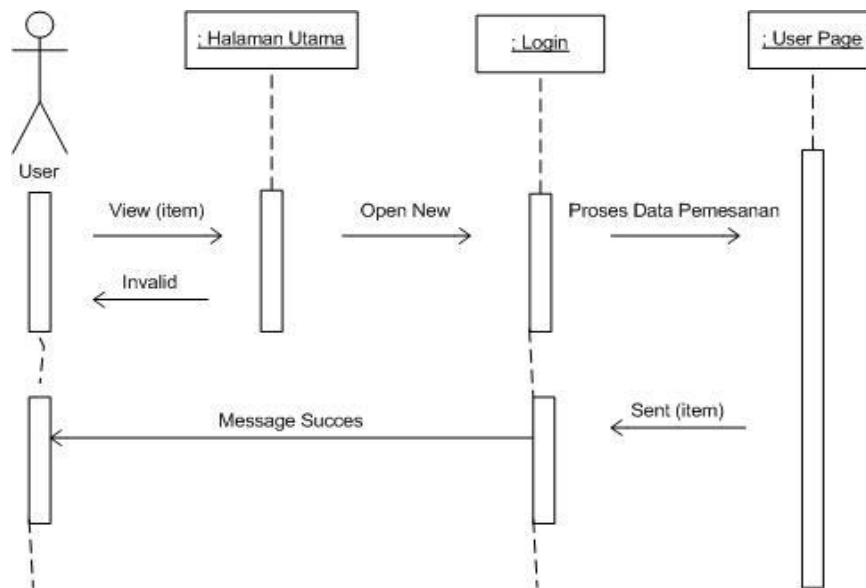 : Halaman Utama
: Login
: User Page
User
View (item)
Open New
Proses Data Pemesanan
Invalid
Message Succes
Sent (item)